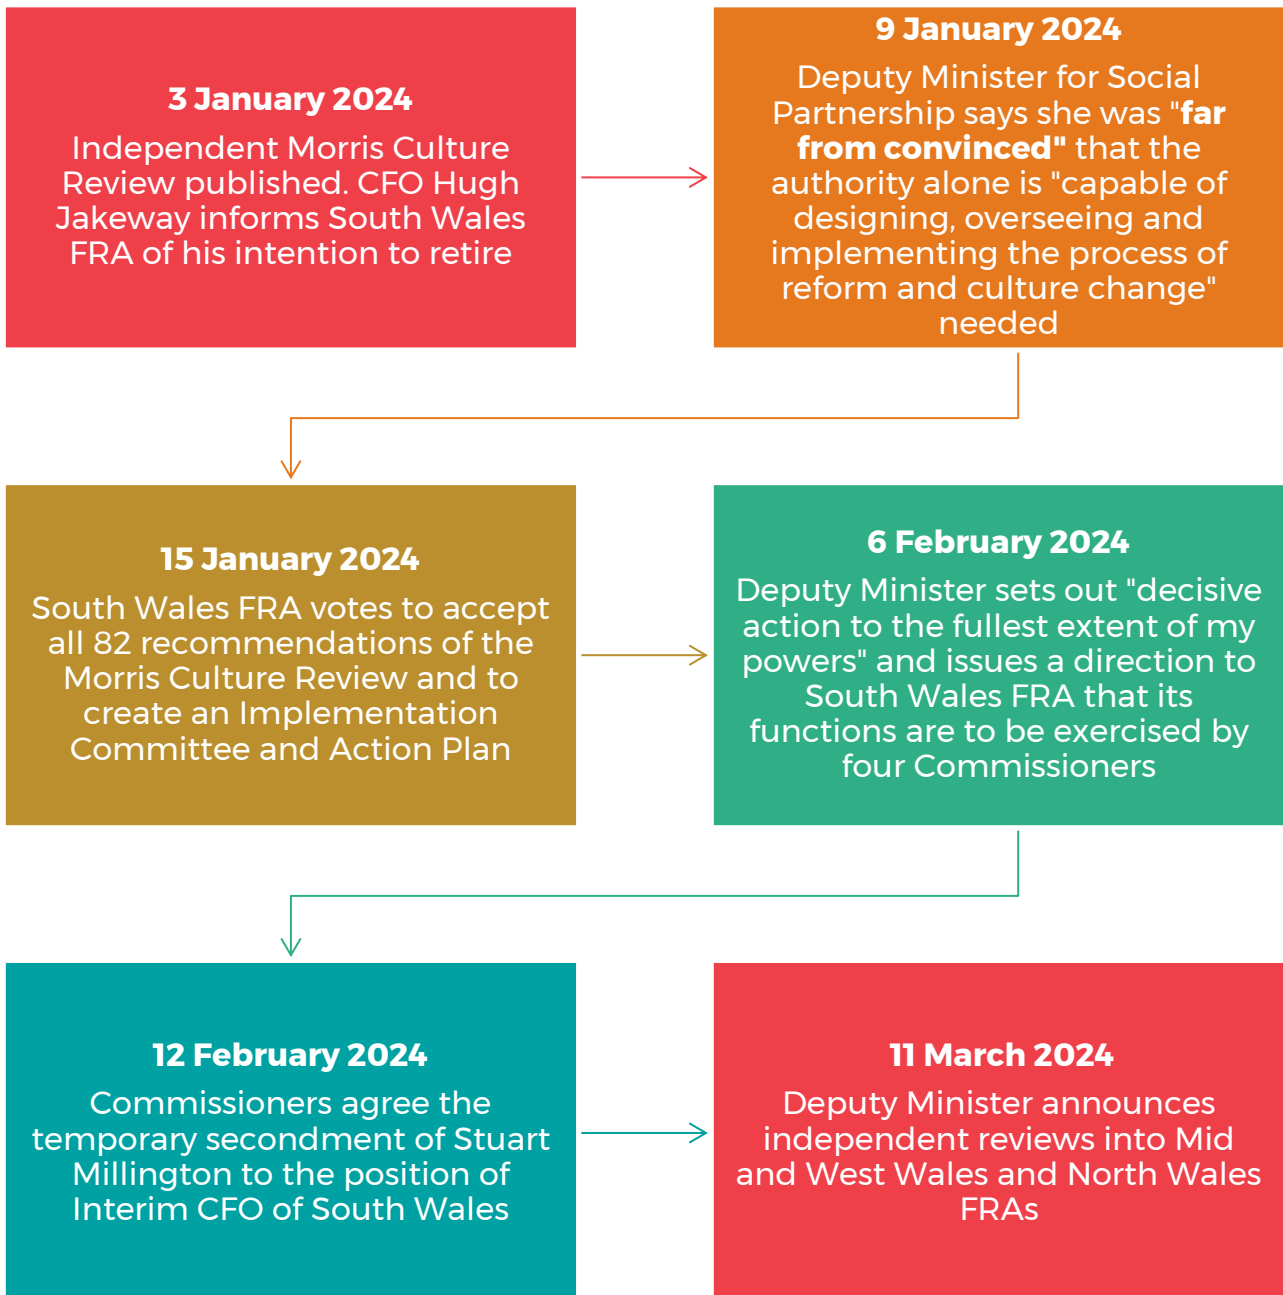 3 January 2024
Independent Morris Culture
Review published. CFO Hugh
Jakeway informs South Wales
FRA of his intention to retire
9 January 2024
Deputy Minister for Social
Partnership says she was "far
from convinced" that the
authority alone is "capable of
designing, overseeing and
implementing the process of
reform and culture change"
needed
15 January 2024
South Wales FRA votes to accept
all 82 recommendations of the
Morris Culture Review and to
create an Implementation
Committee and Action Plan
6 February 2024
Deputy Minister sets out "decisive
action to the fullest extent of my
powers" and issues a direction to
South Wales FRA that its
functions are to be exercised by
four Commissioners
12 February 2024
Commissioners agree the
temporary secondment of Stuart
Millington to the position of
Interim CFO of South Wales
11 March 2024
Deputy Minister announces
independent reviews into Mid
and West Wales and North Wales
FRAs